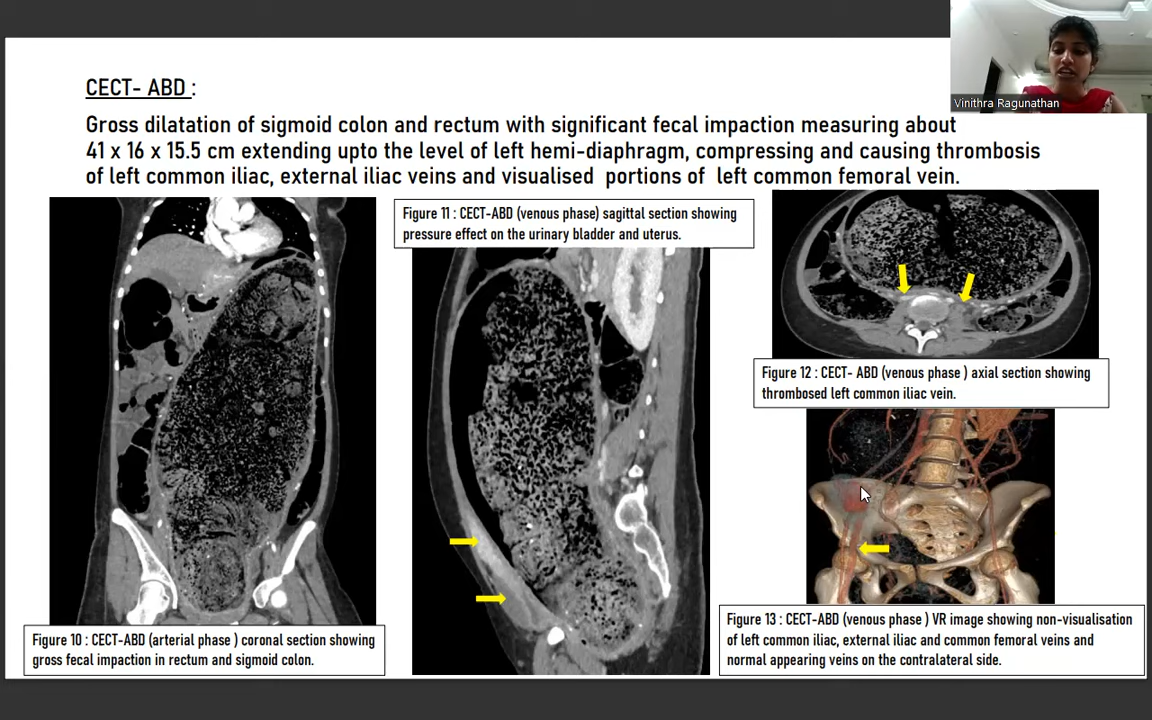 Vinithra Ragunathan
CECT- ABD :
Gross dilatation of sigmoid colon and rectum with significant fecal impaction measuring about
41 x 16 x 15.5 cm extending upto the level of left hemi-diaphragm, compressing and causing thrombosis
of left common iliac, external iliac veins and visualised portions of left common femoral vein.
Figure 11 : CECT-ABD (venous phase) sagittal section showing
pressure effect on the urinary bladder and uterus.
Figure 12 : CECT- ABD (venous phase ) axial section showing
thrombosed left common iliac vein.
Figure 10 : CECT-ABD (arterial phase ) coronal section showing
gross fecal impaction in rectum and sigmoid colon.
Figure 13 : CECT-ABD (venous phase ) VR image showing non-visualisation
of left common iliac, external iliac and common femoral veins and
normal appearing veins on the contralateral side.